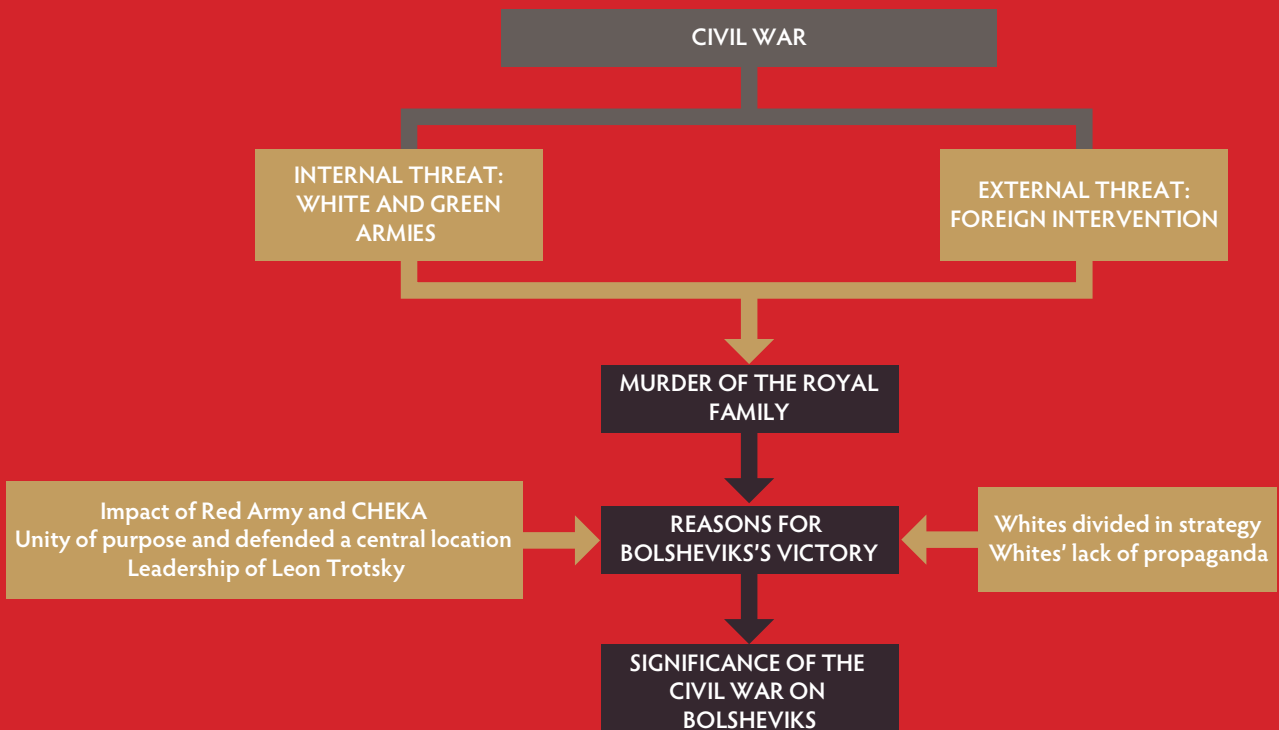 CIVIL WAR
INTERNAL THREAT:
WHITE AND GREEN
ARMIES
EXTERNAL THREAT:
FOREIGN INTERVENTION
MURDER OF THE ROYAL
FAMILY
Impact of Red Army and CHEKA
Unity of purpose and defended a central location
Leadership of Leon Trotsky
REASONS FOR
BOLSHEVIKS'S VICTORY
Whites divided in strategy
Whites' lack of propaganda
SIGNIFICANCE OF THE
CIVIL WAR ON
BOLSHEVIKS